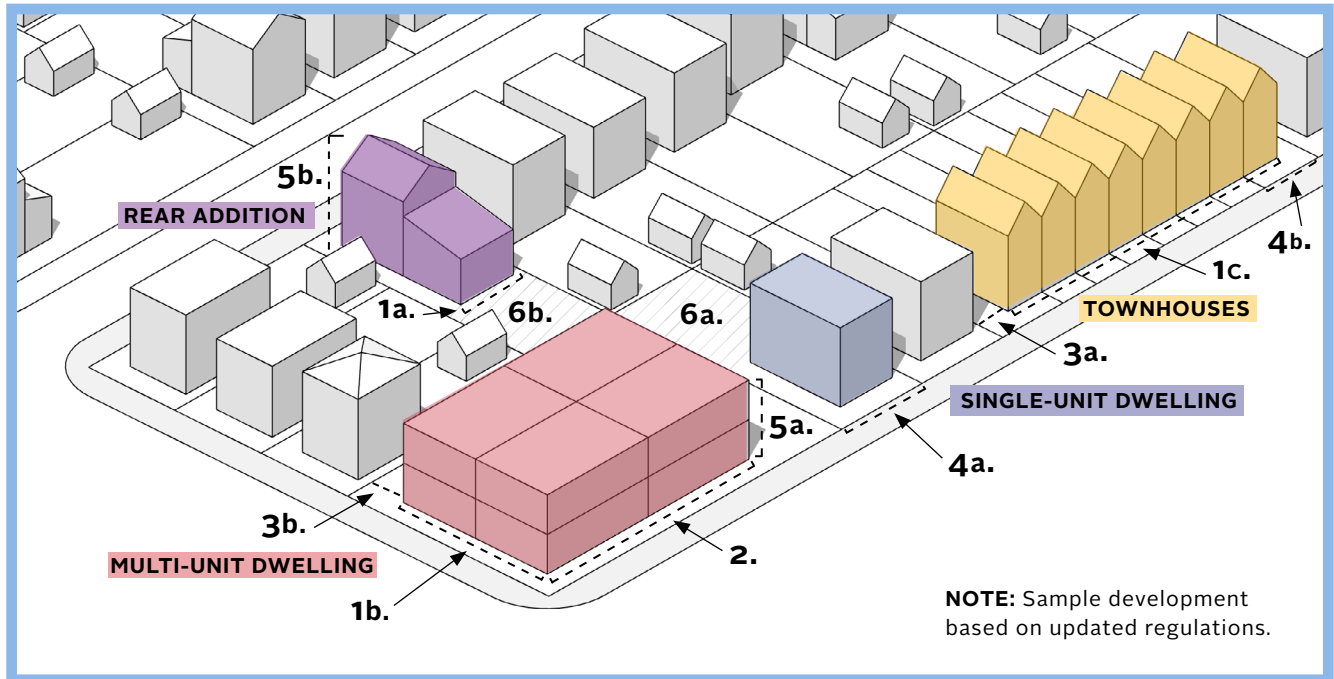 5b.
REAR ADDITION
4b.
1c.
1a.
6b.
6a.
TOWNHOUSES
3a.
SINGLE-UNIT DWELLING
5a.
4a.
3b.
2.
MULTI-UNIT DWELLING
1b.
NOTE: Sample development
based on updated regulations.